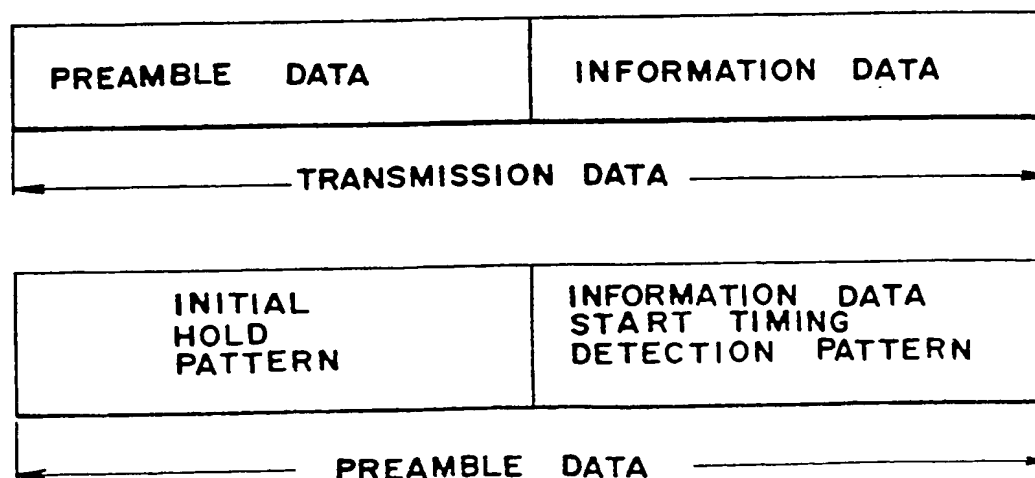 PREAMBLE DATA
INFORMATION DATA
TRANSMISSION DATA
INITIAL
HOLD
PATTERN
INFORMATION DATA
START TIMING
DETECTION PATTERN
PREAMBLE DATA